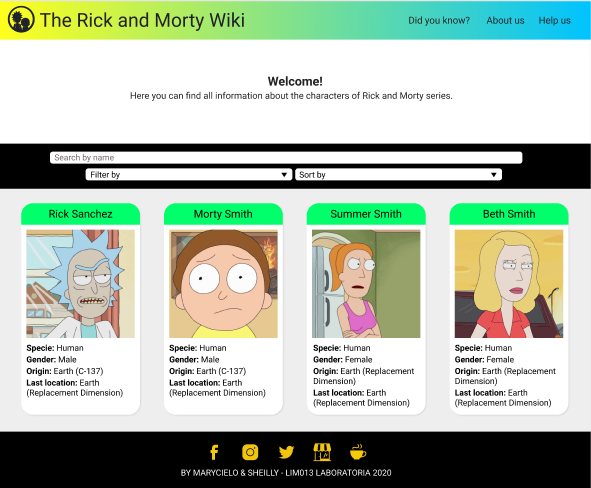 The Rick and Morty Wiki
Did you know? About us Help us
Welcome!
Here you can find all information about the characters of Rick and Morty series.
Search by name
Filter by
Sort by
Rick Sanchez
Specie: Human
Gender: Male
Origin: Earth (C-137)
Last location: Earth
(Replacement Dimension)
Morty Smith
Specie: Human
Gender: Male
Origin: Earth (C-137)
Last location: Earth
(Replacement Dimension)
Summer Smith
Specie: Human
Gender: Female
Origin: Earth (Replacement
Dimension)
Last location: Earth
(Replacement Dimension)
Beth Smith
Specie: Human
Gender: Female
Origin: Earth (Replacement
Dimension)
Last location: Earth
(Replacement Dimension)
BY MARYCIELO & SHEILLY - LIM013 LABORATORIA 2020